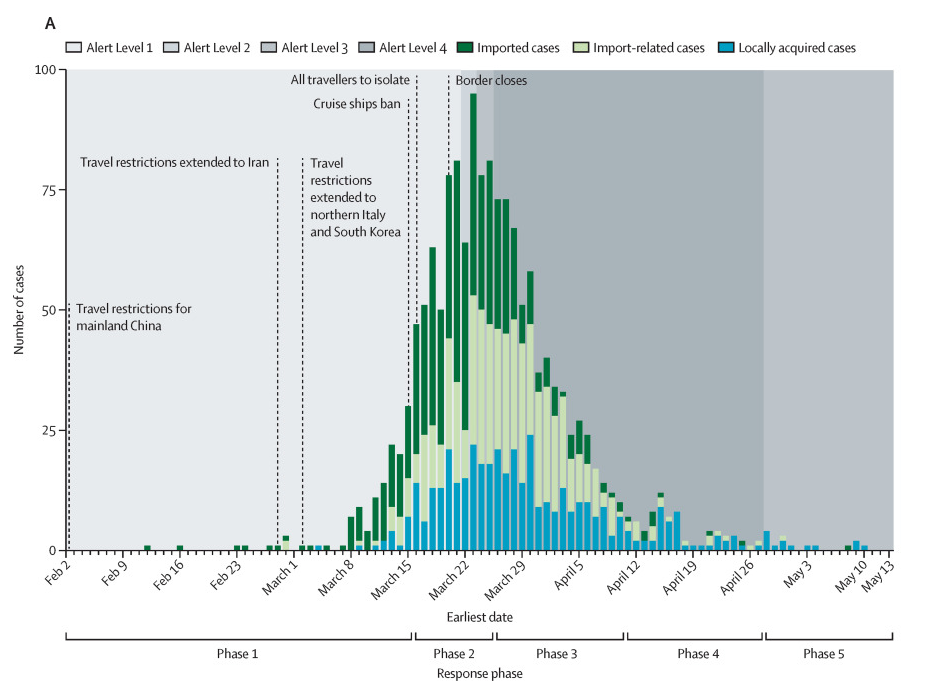 A
Alert Level 1 Alert Level 2 Alert Level 3 Alert Level 4 Imported cases Import-related cases Locally acquired cases
100
75
50
25
0
Number of cases
All travellers to isolate
Border closes
Cruise ships ban
Travel restrictions extended to Iran
Travel
restrictions
extended to
northern Italy
and South Korea
Travel restrictions for
mainland China
Feb 2 Feb 9 Feb 16 Feb 23 March 1 March 8 March 15 March 22 March 29 April 5 April 12 April 19 April 26 May 3 May 10 May 13
Earliest date
Phase 1 Phase 2 Phase 3 Phase 4 Phase 5
Response phase